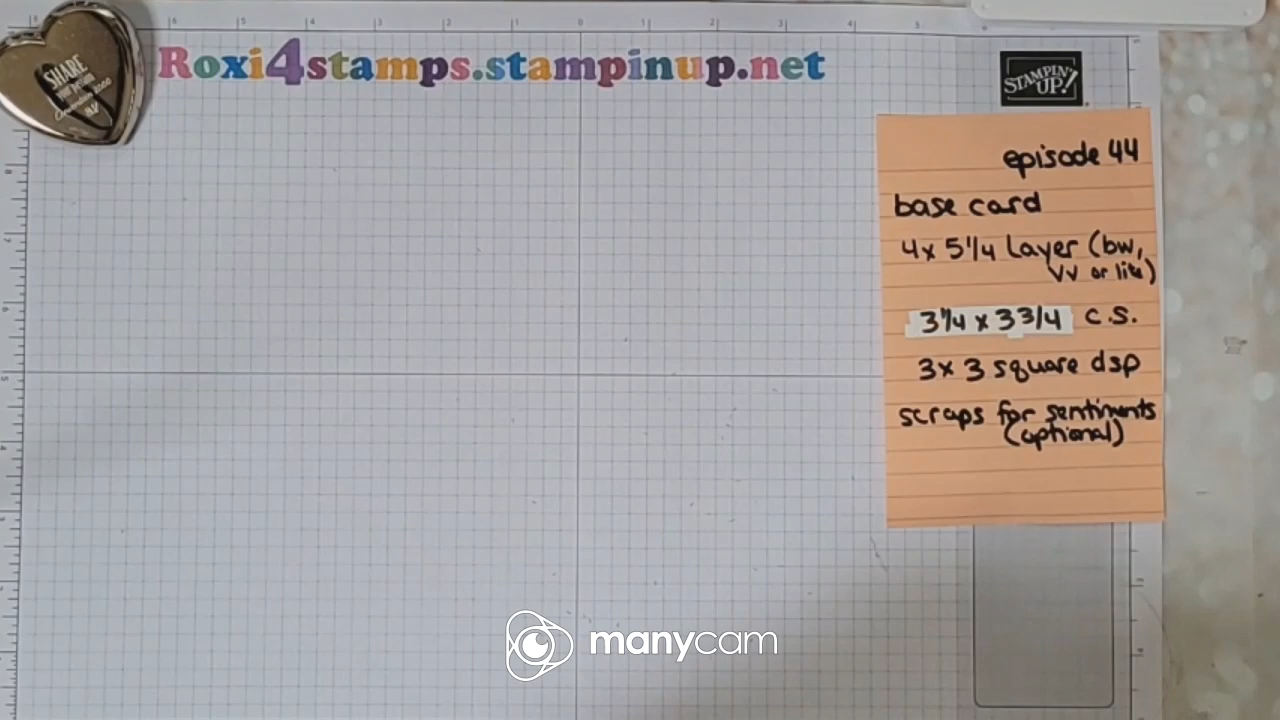 Roxi4stamps.stampinup.net
SHARE
STAMPIN'
UP!
episode 44
base card
4x 5 1/4 layer (bw,
vv or lite)
3 1/4 x 3 3/4 c.s.
3x 3 square dsp
scraps for sentiments
(optional)
manycam